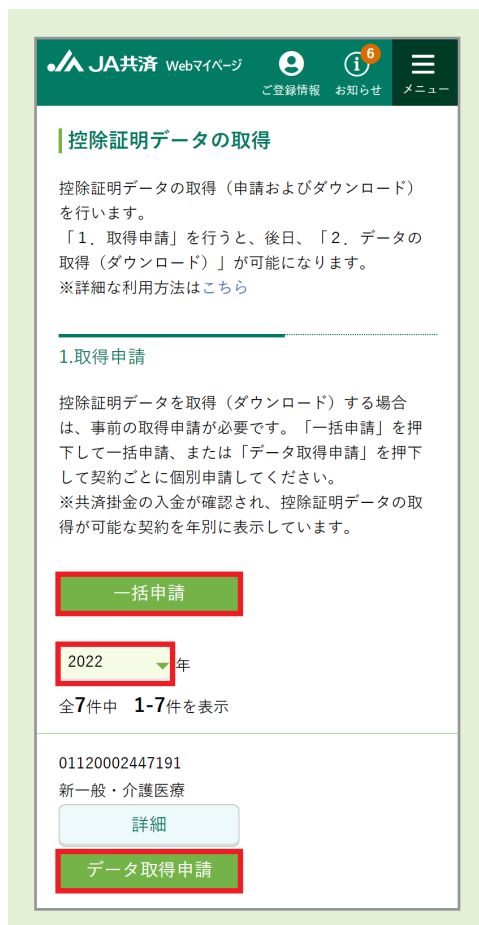 JA共済 Webマイページ
ご登録情報
6
お知らせ
メニュー
控除証明データの取得
控除証明データの取得（申請およびダウンロード）
を行います。
「１．取得申請」を行うと、後日、「２．データの
取得（ダウンロード）」が可能になります。
※詳細な利用方法はこちら
1.取得申請
控除証明データを取得（ダウンロード）する場合
は、事前の取得申請が必要です。「一括申請」を押
下して一括申請、または「データ取得申請」を押下
して契約ごとに個別申請してください。
※共済掛金の入金が確認され、控除証明データの取
得が可能な契約を年別に表示しています。
一括申請
2022 年
全7件中 1-7件を表示
01120002447191
新一般・介護医療
詳細
データ取得申請